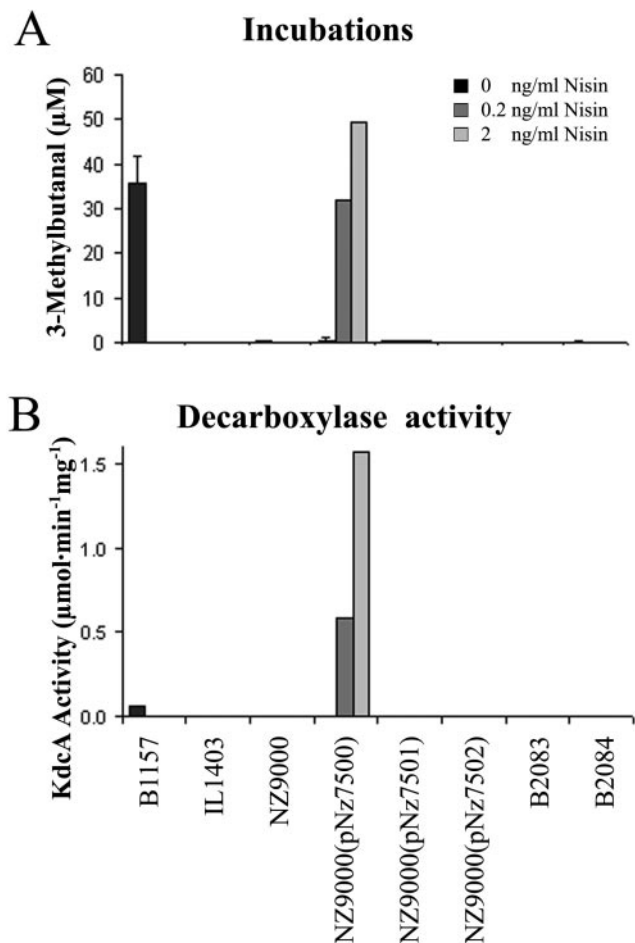 A
Incubations
3-Methylbutanal (μM)
60
50
40
30
20
10
0
0 ng/ml Nisin
0.2 ng/ml Nisin
2 ng/ml Nisin
B
Decarboxylase activity
KdcA Activity (μmol·min⁻¹mg⁻¹)
1.5
1.0
0.5
0.0
B1157
IL1403
NZ9000
NZ9000(pNz7500)
NZ9000(pNz7501)
NZ9000(pNz7502)
B2083
B2084